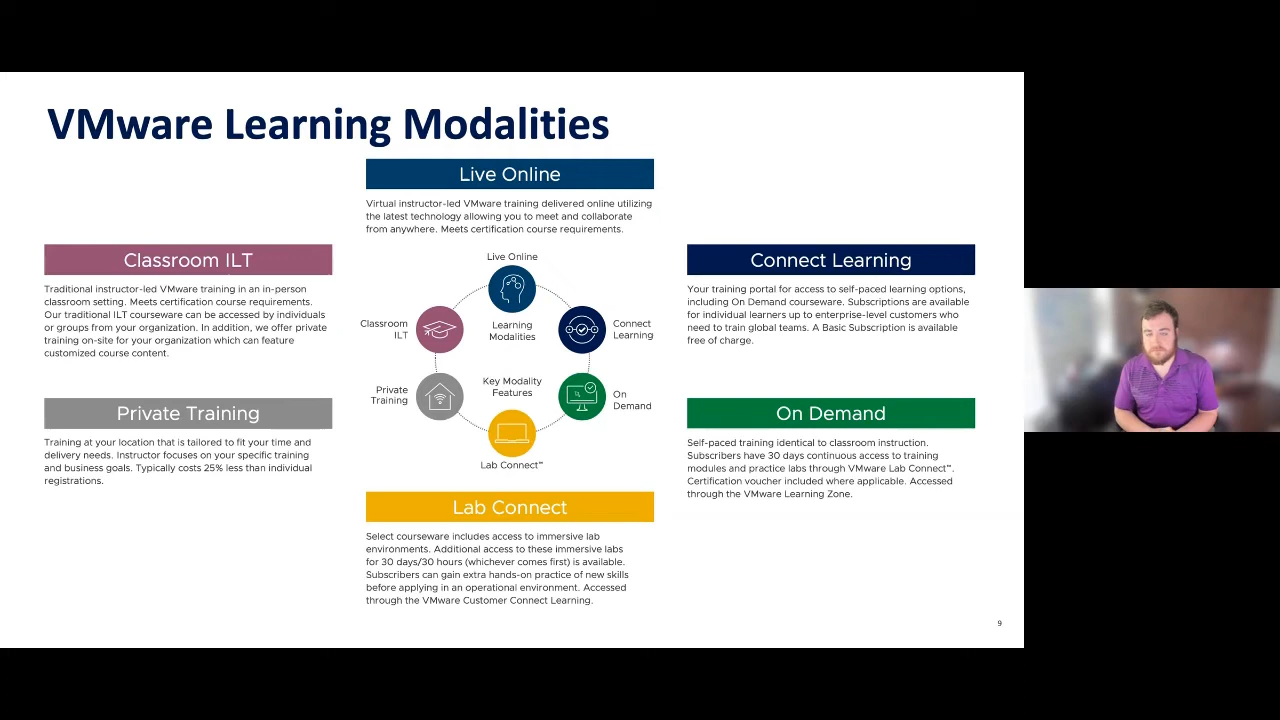 VMware Learning Modalities
Live Online
Virtual instructor-led VMware training delivered online utilizing
the latest technology allowing you to meet and collaborate
from anywhere. Meets certification course requirements.
Classroom ILT
Traditional instructor-led VMware training in an in-person
classroom setting. Meets certification course requirements.
Our traditional ILT courseware can be accessed by individuals
or groups from your organization. In addition, we offer private
training on-site for your organization which can feature
customized course content.
Private Training
Training at your location that is tailored to fit your time and
delivery needs. Instructor focuses on your specific training
and business goals. Typically costs 25% less than individual
registrations.
Live Online
Classroom
ILT
Learning
Modalities
Connect
Learning
Private
Training
Key Modality
Features
On
Demand
Lab Connect™
Lab Connect
Select courseware includes access to immersive lab
environments. Additional access to these immersive labs
for 30 days/30 hours (whichever comes first) is available.
Subscribers can gain extra hands-on practice of new skills
before applying in an operational environment. Accessed
through the VMware Customer Connect Learning.
Connect Learning
Your training portal for access to self-paced learning options,
including On Demand courseware. Subscriptions are available
for individual learners up to enterprise-level customers who
need to train global teams. A Basic Subscription is available
free of charge.
On Demand
Self-paced training identical to classroom instruction.
Subscribers have 30 days continuous access to training
modules and practice labs through VMware Lab Connect™.
Certification voucher included where applicable. Accessed
through the VMware Learning Zone.
9